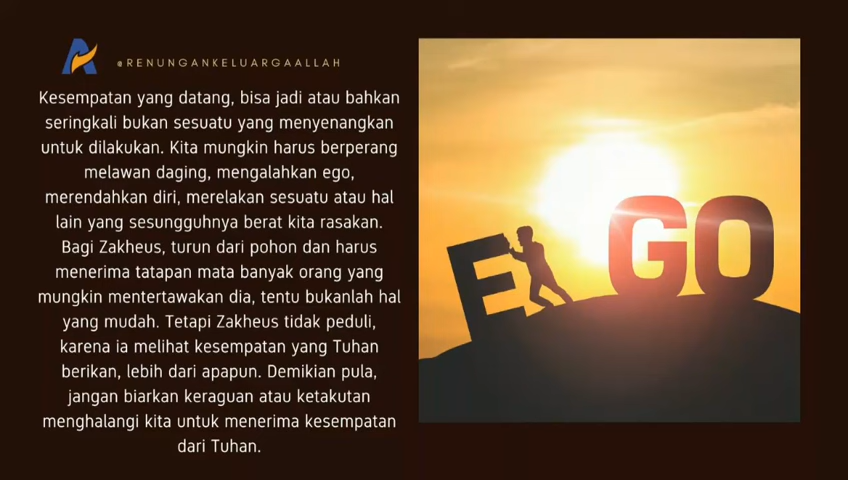 @RENUNGANKELUARGAALLAH
Kesempatan yang datang, bisa jadi atau bahkan
seringkali bukan sesuatu yang menyenangkan
untuk dilakukan. Kita mungkin harus berperang
melawan daging, mengalahkan ego,
merendahkan diri, merelakan sesuatu atau hal
lain yang sesungguhnya berat kita rasakan.
Bagi Zakheus, turun dari pohon dan harus
menerima tatapan mata banyak orang yang
mungkin mentertawakan dia, tentu bukanlah hal
yang mudah. Tetapi Zakheus tidak peduli,
karena ia melihat kesempatan yang Tuhan
berikan, lebih dari apapun. Demikian pula,
jangan biarkan keraguan atau ketakutan
menghalangi kita untuk menerima kesempatan
dari Tuhan.
E GO